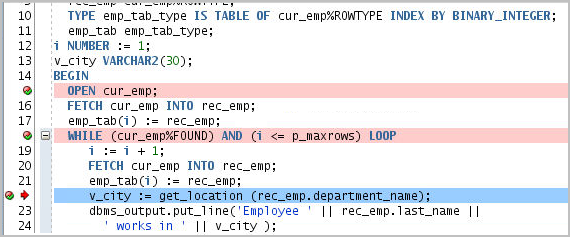 rec_emp cur_emp%ROWTYPE;
10 TYPE emp_tab_type IS TABLE OF cur_emp%ROWTYPE INDEX BY BINARY_INTEGER;
11 emp_tab emp_tab_type;
12 i NUMBER := 1;
13 v_city VARCHAR2(30);
14 BEGIN
OPEN cur_emp;
16 FETCH cur_emp INTO rec_emp;
17 emp_tab(i) := rec_emp;
WHILE (cur_emp%FOUND) AND (i <= p_maxrows) LOOP
19 i := i + 1;
20 FETCH cur_emp INTO rec_emp;
21 emp_tab(i) := rec_emp;
v_city := get_location (rec_emp.department_name);
23 dbms_output.put_line('Employee ' || rec_emp.last_name ||
24 ' works in ' || v_city );